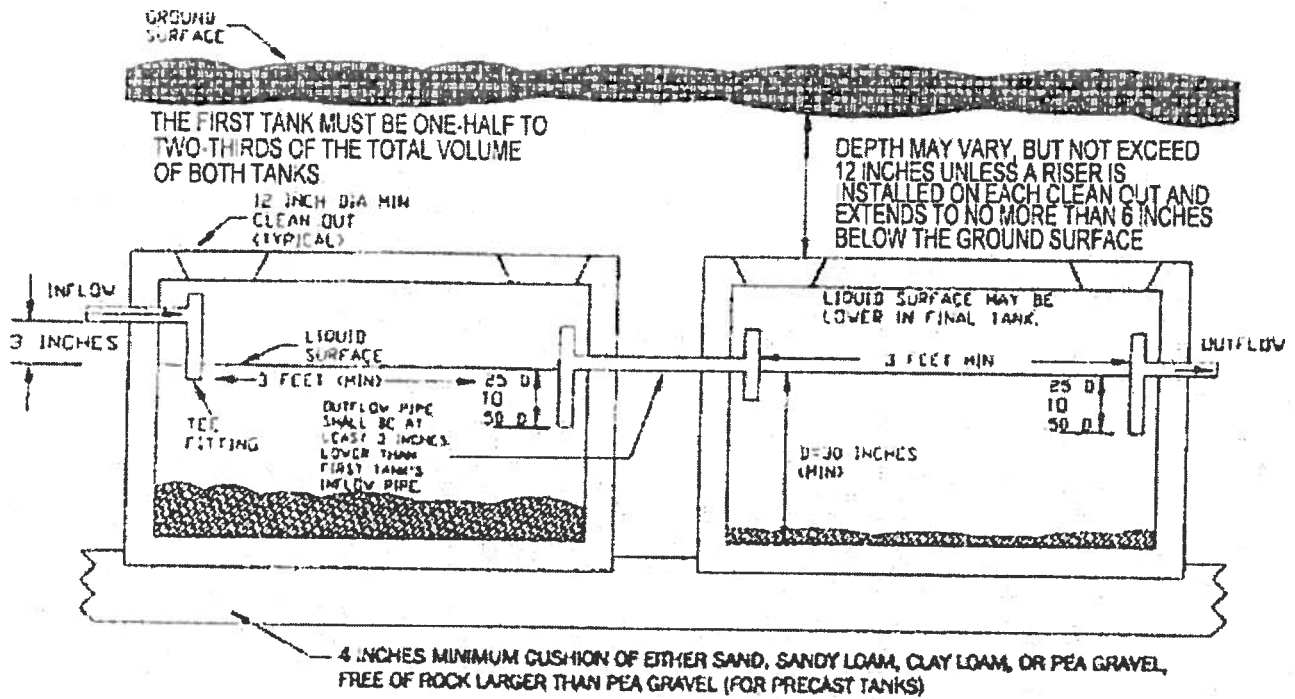 GROUND
SURFACE
THE FIRST TANK MUST BE ONE-HALF TO
TWO-THIRDS OF THE TOTAL VOLUME
OF BOTH TANKS
DEPTH MAY VARY, BUT NOT EXCEED
12 INCHES UNLESS A RISER IS
INSTALLED ON EACH CLEAN OUT AND
EXTENDS TO NO MORE THAN 6 INCHES
BELOW THE GROUND SURFACE
12 INCH DIA MIN
CLEAN OUT
(TYPICAL)
INFLOW
3 INCHES
LIQUID
SURFACE
3 FEET (MIN)
25 D
TO
50 D
TEE
FITTING
OUTFLOW PIPE
SHALL BE AT
LEAST 3 INCHES
LOWER THAN
FIRST TANK'S
INFLOW PIPE.
LIQUID SURFACE MAY BE
LOWER IN FINAL TANK.
3 FEET MIN
OUTFLOW
25 D
TO
50 D
D=30 INCHES
(MIN)
4 INCHES MINIMUM CUSHION OF EITHER SAND, SANDY LOAM, CLAY LOAM, OR PEA GRAVEL,
FREE OF ROCK LARGER THAN PEA GRAVEL (FOR PRECAST TANKS)